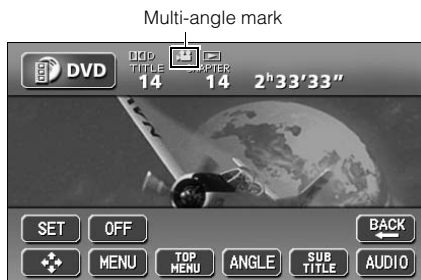 Multi-angle mark
DVD
DD D
TITLE CHAPTER
14 14 2h33'33"
SET OFF BACK
MENU TOP MENU ANGLE SUB TITLE AUDIO